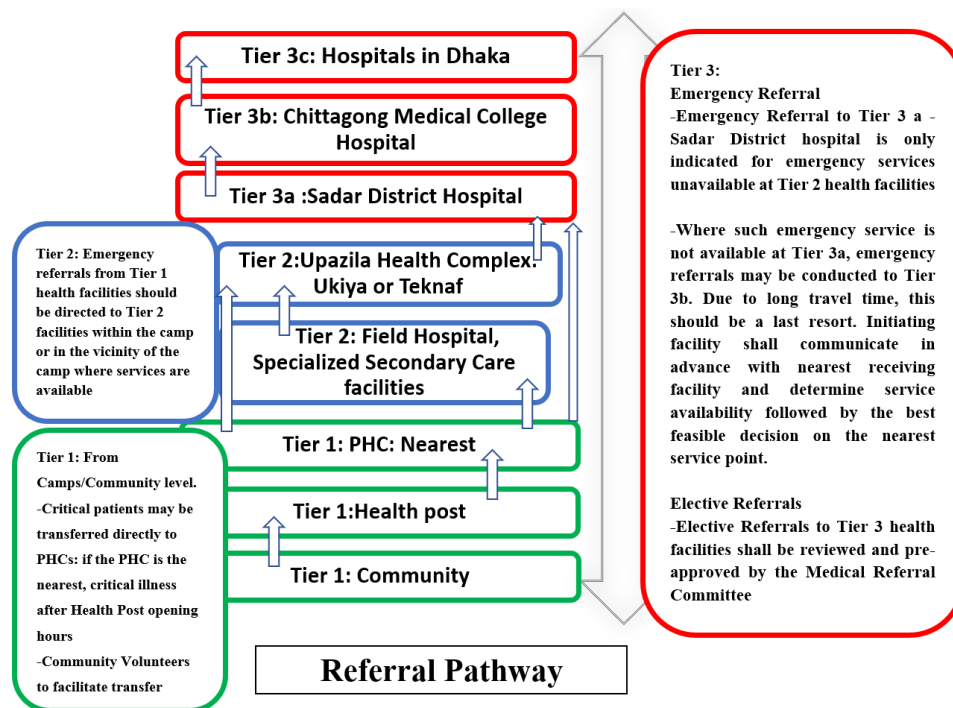 Tier 3c: Hospitals in Dhaka
Tier 3b: Chittagong Medical College
Hospital
Tier 3a :Sadar District Hospital
Tier 2:Upazila Health Complex.
Ukiya or Teknaf
Tier 2: Field Hospital,
Specialized Secondary Care
facilities
Tier 1: PHC: Nearest
Tier 1:Health post
Tier 1: Community
Tier 2: Emergency
referrals from Tier 1
health facilities should
be directed to Tier 2
facilities within the camp
or in the vicinity of the
camp where services are
available
Tier 1: From
Camps/Community level.
-Critical patients may be
transferred directly to
PHCs: if the PHC is the
nearest, critical illness
after Health Post opening
hours
-Community Volunteers
to facilitate transfer
Tier 3:
Emergency Referral
-Emergency Referral to Tier 3 a -
Sadar District hospital is only
indicated for emergency services
unavailable at Tier 2 health facilities
-Where such emergency service is
not available at Tier 3a, emergency
referrals may be conducted to Tier
3b. Due to long travel time, this
should be a last resort. Initiating
facility shall communicate in
advance with nearest receiving
facility and determine service
availability followed by the best
feasible decision on the nearest
service point.
Elective Referrals
-Elective Referrals to Tier 3 health
facilities shall be reviewed and pre-
approved by the Medical Referral
Committee
Referral Pathway